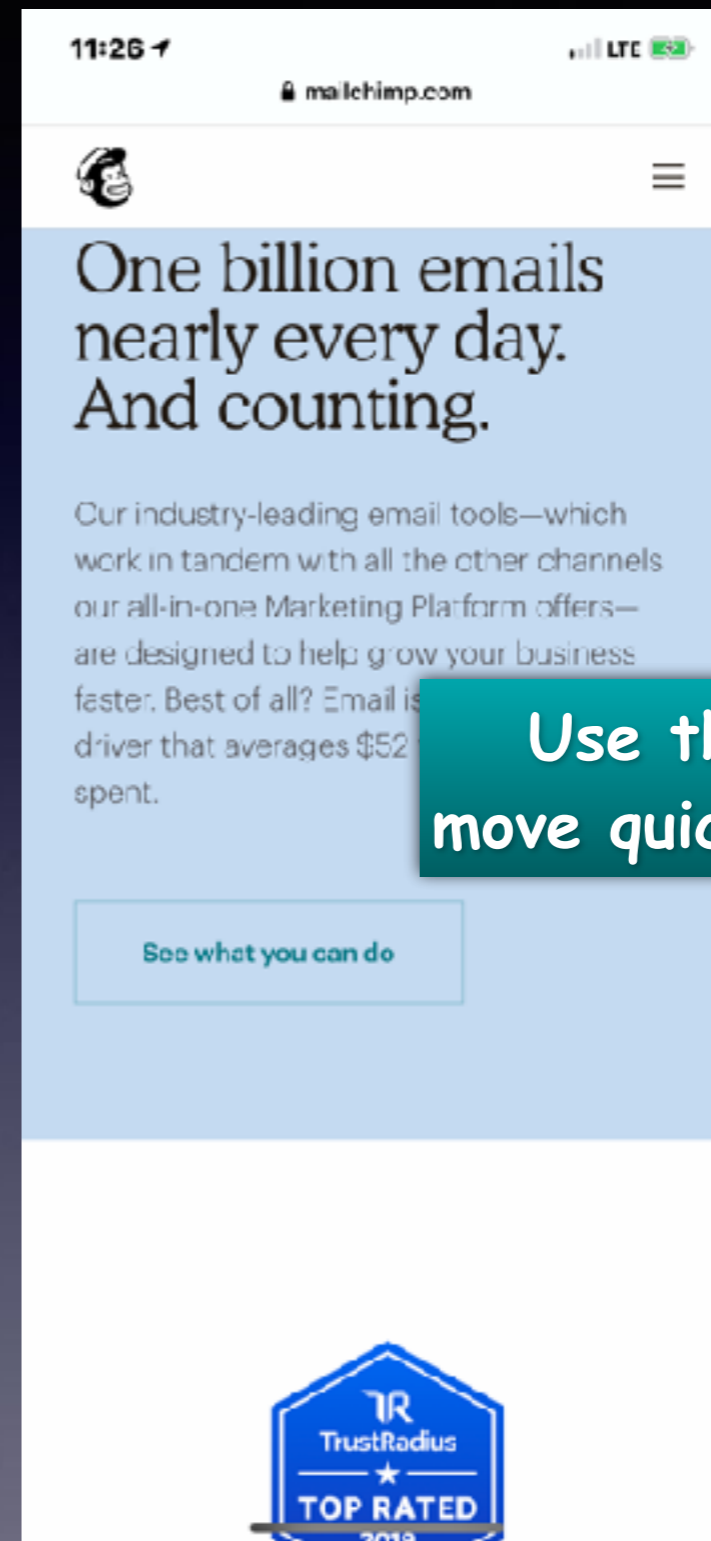 11:26
LTE
mailchimp.com
One billion emails
nearly every day.
And counting.
Our industry-leading email tools—which
work in tandem with all the other channels
our all-in-one Marketing Platform offers—
are designed to help grow your business
faster. Best of all? Email is
driver that averages $52
spent.
Use
move
See what you can do
TR
TrustRadius
TOP RATED
2019